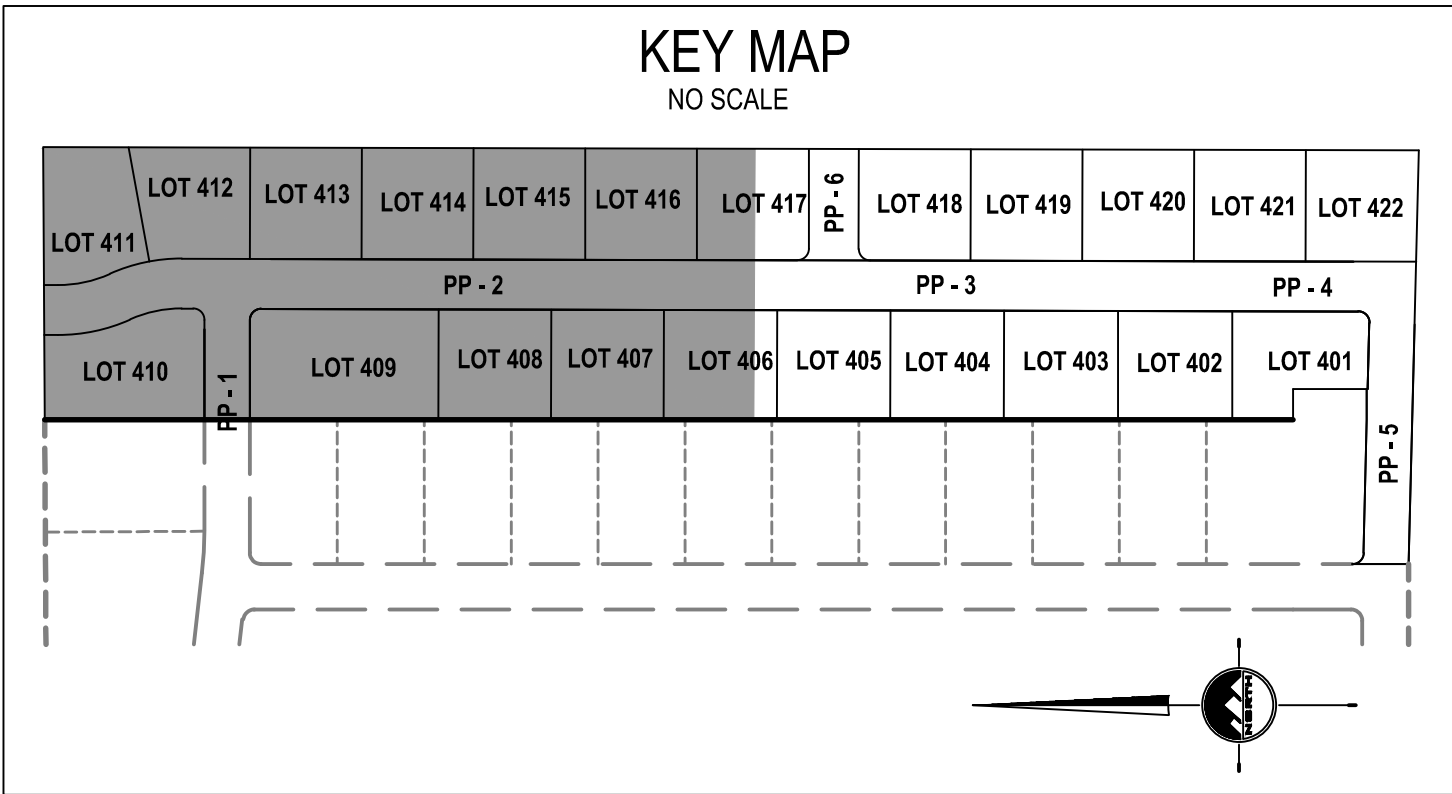 KEY MAP
NO SCALE
LOT 411
LOT 412
LOT 413
LOT 414
LOT 415
LOT 416
LOT 417
PP - 6
LOT 418
LOT 419
LOT 420
LOT 421
LOT 422
PP - 2
PP - 3
PP - 4
LOT 410
PP - 1
LOT 409
LOT 408
LOT 407
LOT 406
LOT 405
LOT 404
LOT 403
LOT 402
LOT 401
PP - 5
NORTH